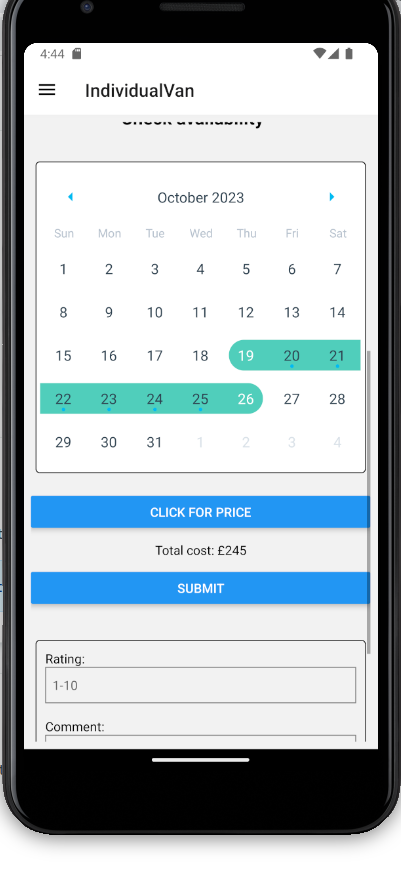 4:44
IndividualVan
Check availability
October 2023
Sun Mon Tue Wed Thu Fri Sat
1 2 3 4 5 6 7
8 9 10 11 12 13 14
15 16 17 18 19 20 21
22 23 24 25 26 27 28
29 30 31 1 2 3 4
CLICK FOR PRICE
Total cost: £245
SUBMIT
Rating:
1-10
Comment: